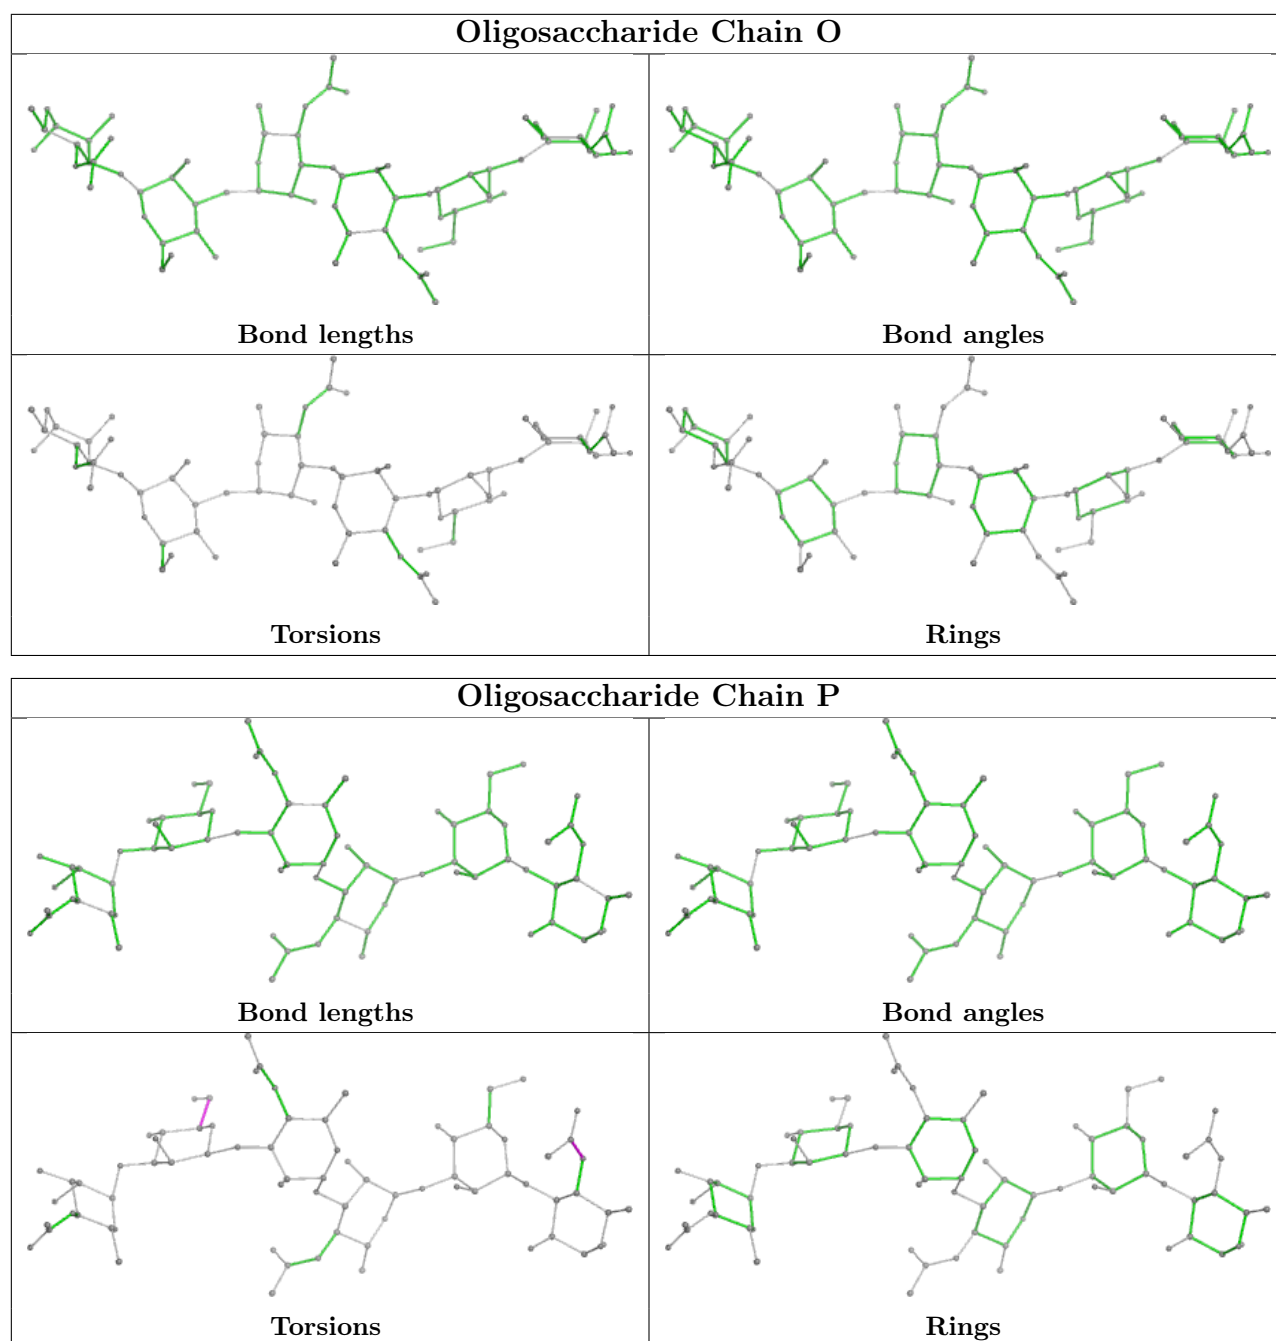 Oligosaccharide Chain O
Bond lengths
Bond angles
Torsions
Rings
Oligosaccharide Chain P
Bond lengths
Bond angles
Torsions
Rings